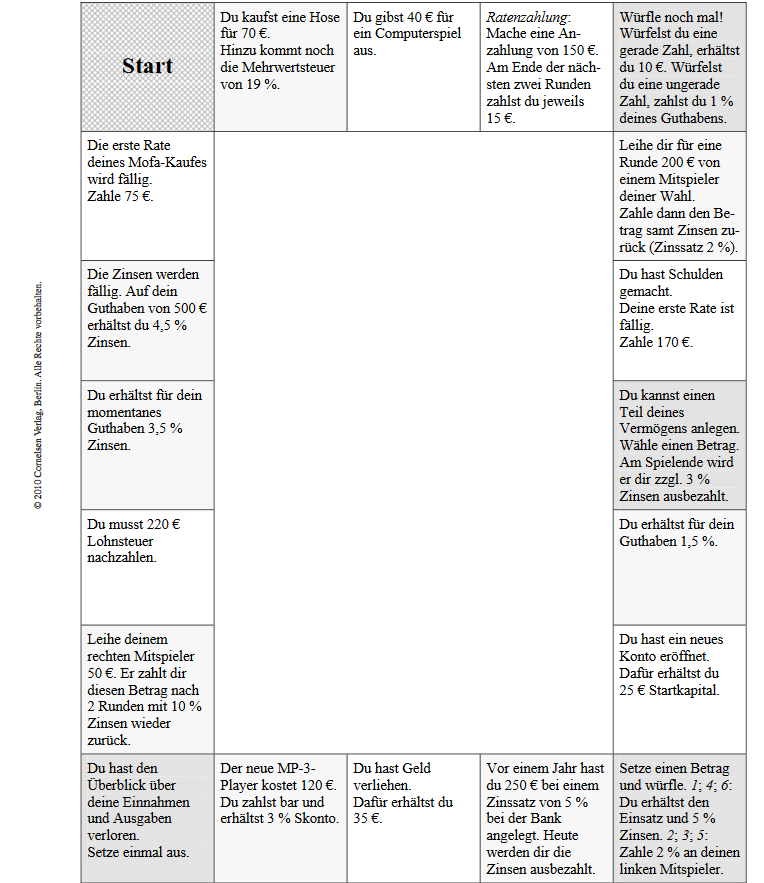 Start
Du kaufst eine Hose
für 70 €.
Hinzu kommt noch
die Mehrwertsteuer
von 19 %.
Du gibst 40 € für
ein Computerspiel
aus.
Ratenzahlung:
Mache eine An-
zahlung von 150 €.
Am Ende der näch-
sten zwei Runden
zahlst du jeweils
15 €.
Würfle noch mal!
Würfelst du eine
gerade Zahl, erhältst
du 10 €. Würfelst
du eine ungerade
Zahl, zahlst du 1 %
deines Guthabens.
Die erste Rate
deines Mofa-Kaufes
wird fällig.
Zahle 75 €.
Leihe dir für eine
Runde 200 € von
einem Mitspieler
deiner Wahl.
Zahle dann den Be-
trag samt Zinsen zu-
rück (Zinssatz 2 %).
Die Zinsen werden
fällig. Auf dein
Guthaben von 500 €
erhältst du 4,5 %
Zinsen.
Du hast Schulden
gemacht.
Deine erste Rate ist
fällig.
Zahle 170 €.
Du erhältst für dein
momentanes
Guthaben 3,5 %
Zinsen.
Du kannst einen
Teil deines
Vermögens anlegen.
Wähle einen Betrag.
Am Spielende wird
er dir zzgl. 3 %
Zinsen ausbezahlt.
Du musst 220 €
Lohnsteuer
nachzahlen.
Du erhältst für dein
Guthaben 1,5 %.
Leihe deinem
rechten Mitspieler
50 €. Er zahlt dir
diesen Betrag nach
2 Runden mit 10 %
Zinsen wieder
zurück.
Du hast ein neues
Konto eröffnet.
Dafür erhältst du
25 € Startkapital.
Du hast den
Überblick über
deine Einnahmen
und Ausgaben
verloren.
Setze einmal aus.
Der neue MP-3-
Player kostet 120 €.
Du zahlst bar und
erhältst 3 % Skonto.
Du hast Geld
verliehen.
Dafür erhältst du
35 €.
Vor einem Jahr hast
du 250 € bei einem
Zinssatz von 5 %
bei der Bank
angelegt. Heute
werden dir die
Zinsen ausbezahlt.
Setze einen Betrag
und würfle. 1; 4; 6:
Du erhältst den
Einsatz und 5 %
Zinsen. 2; 3; 5:
Zahle 2 % an deinen
linken Mitspieler.
© 2010 Cornelsen Verlag, Berlin. Alle Rechte vorbehalten.